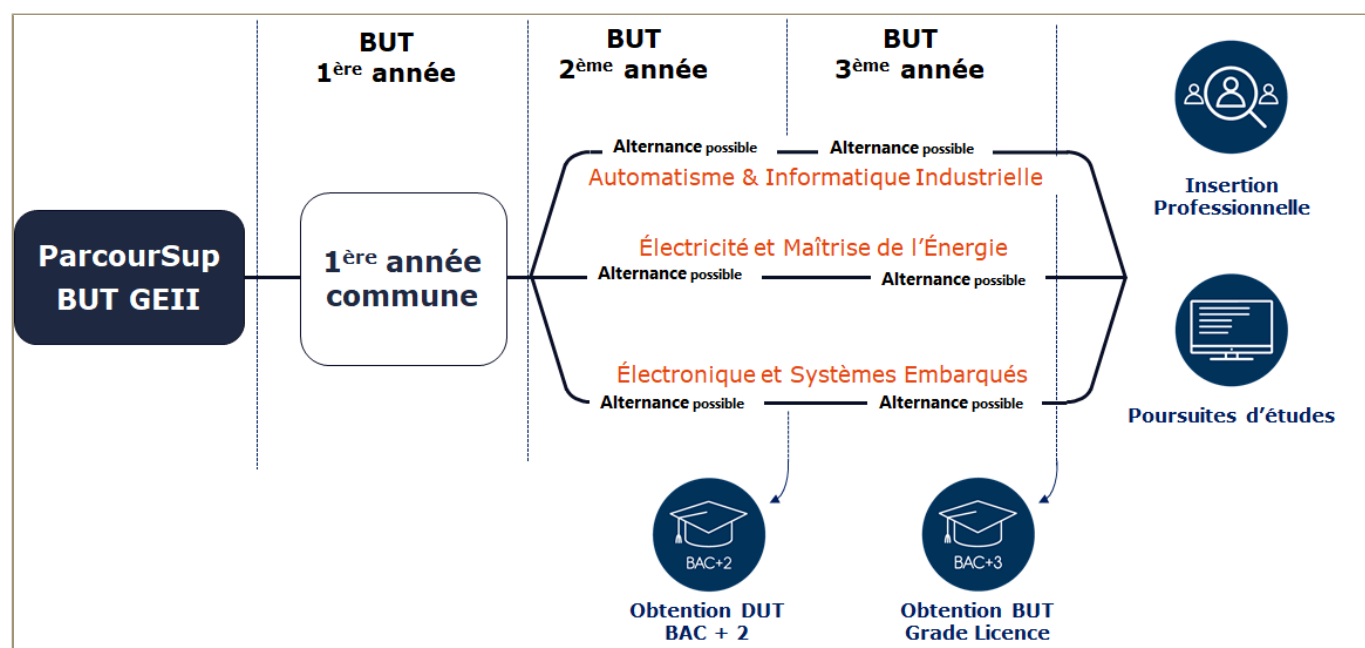 BUT
1ère année
BUT
2ème année
BUT
3ème année
ParcourSup
BUT GEII
1ère année
commune
Alternance possible
Alternance possible
Automatisme & Informatique Industrielle
Électricité et Maîtrise de l'Énergie
Alternance possible
Alternance possible
Électronique et Systèmes Embarqués
Alternance possible
Alternance possible
Insertion
Professionnelle
Poursuites d'études
BAC+2
Obtention DUT
BAC + 2
BAC+3
Obtention BUT
Grade Licence